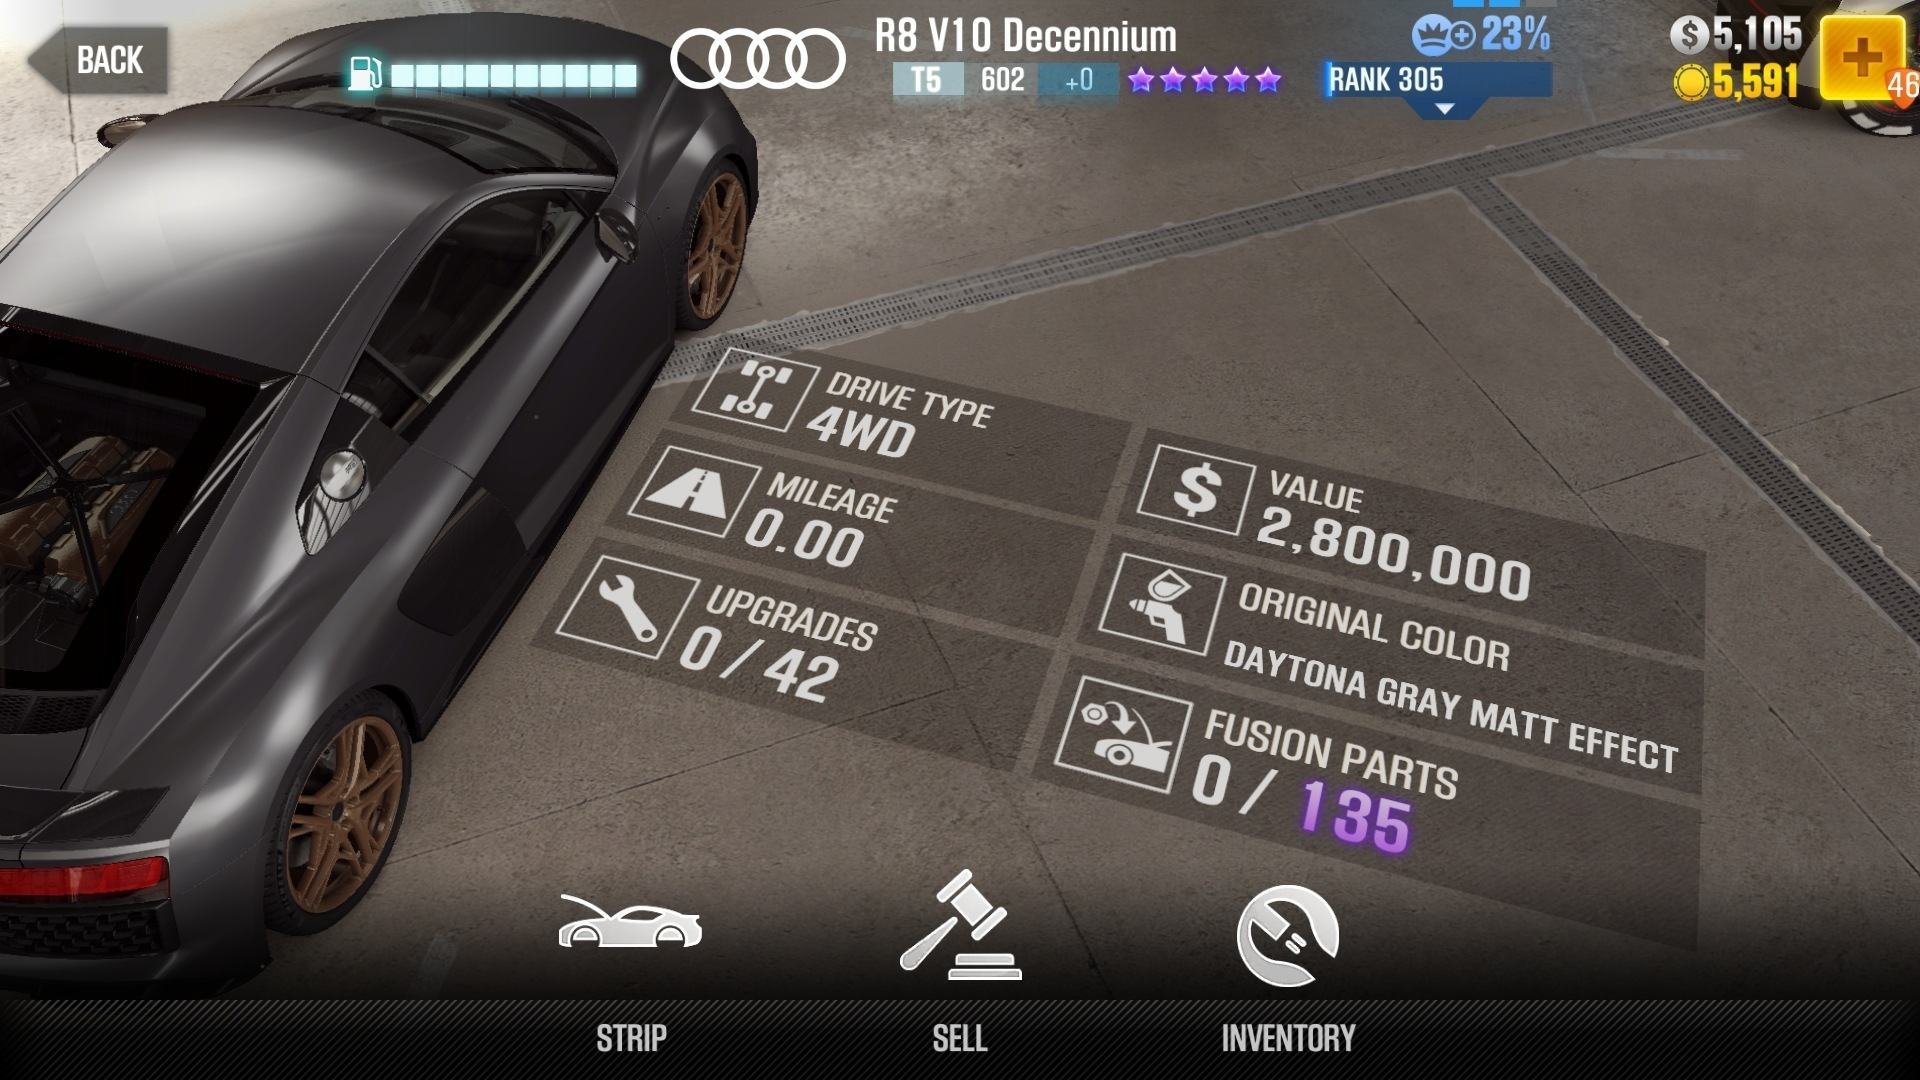 BACK
R8 V10 Decennium
T5 602 +0
23%
RANK 305
$ 5,105
5,591
46
DRIVE TYPE
4WD
MILEAGE
0.00
UPGRADES
0 / 42
$ VALUE
2,800,000
ORIGINAL COLOR
DAYTONA GRAY MATT EFFECT
FUSION PARTS
0 / 135
STRIP
SELL
INVENTORY